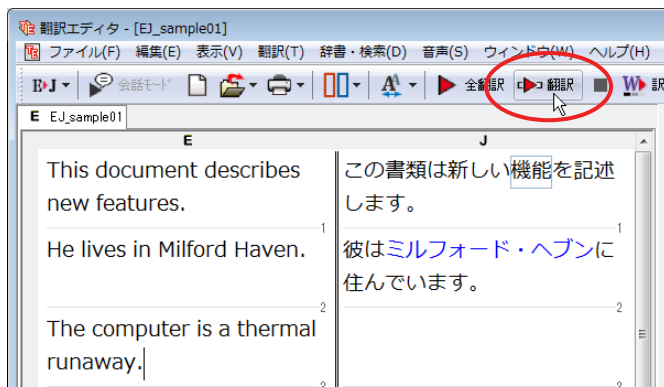 翻訳エディタ - [EJ_sample01]
ファイル(F) 編集(E) 表示(V) 翻訳(T) 辞書・検索(D) 音声(S) ウィンドウ(W) ヘルプ(H)
E▸J 会話モード 全翻訳 翻訳 W 訳
E EJ_sample01
E J
This document describes
new features.
1
この書類は新しい機能を記述
します。
1
He lives in Milford Haven.
2
彼はミルフォード・ヘブンに
住んでいます。
2
The computer is a thermal
runaway.
3
3